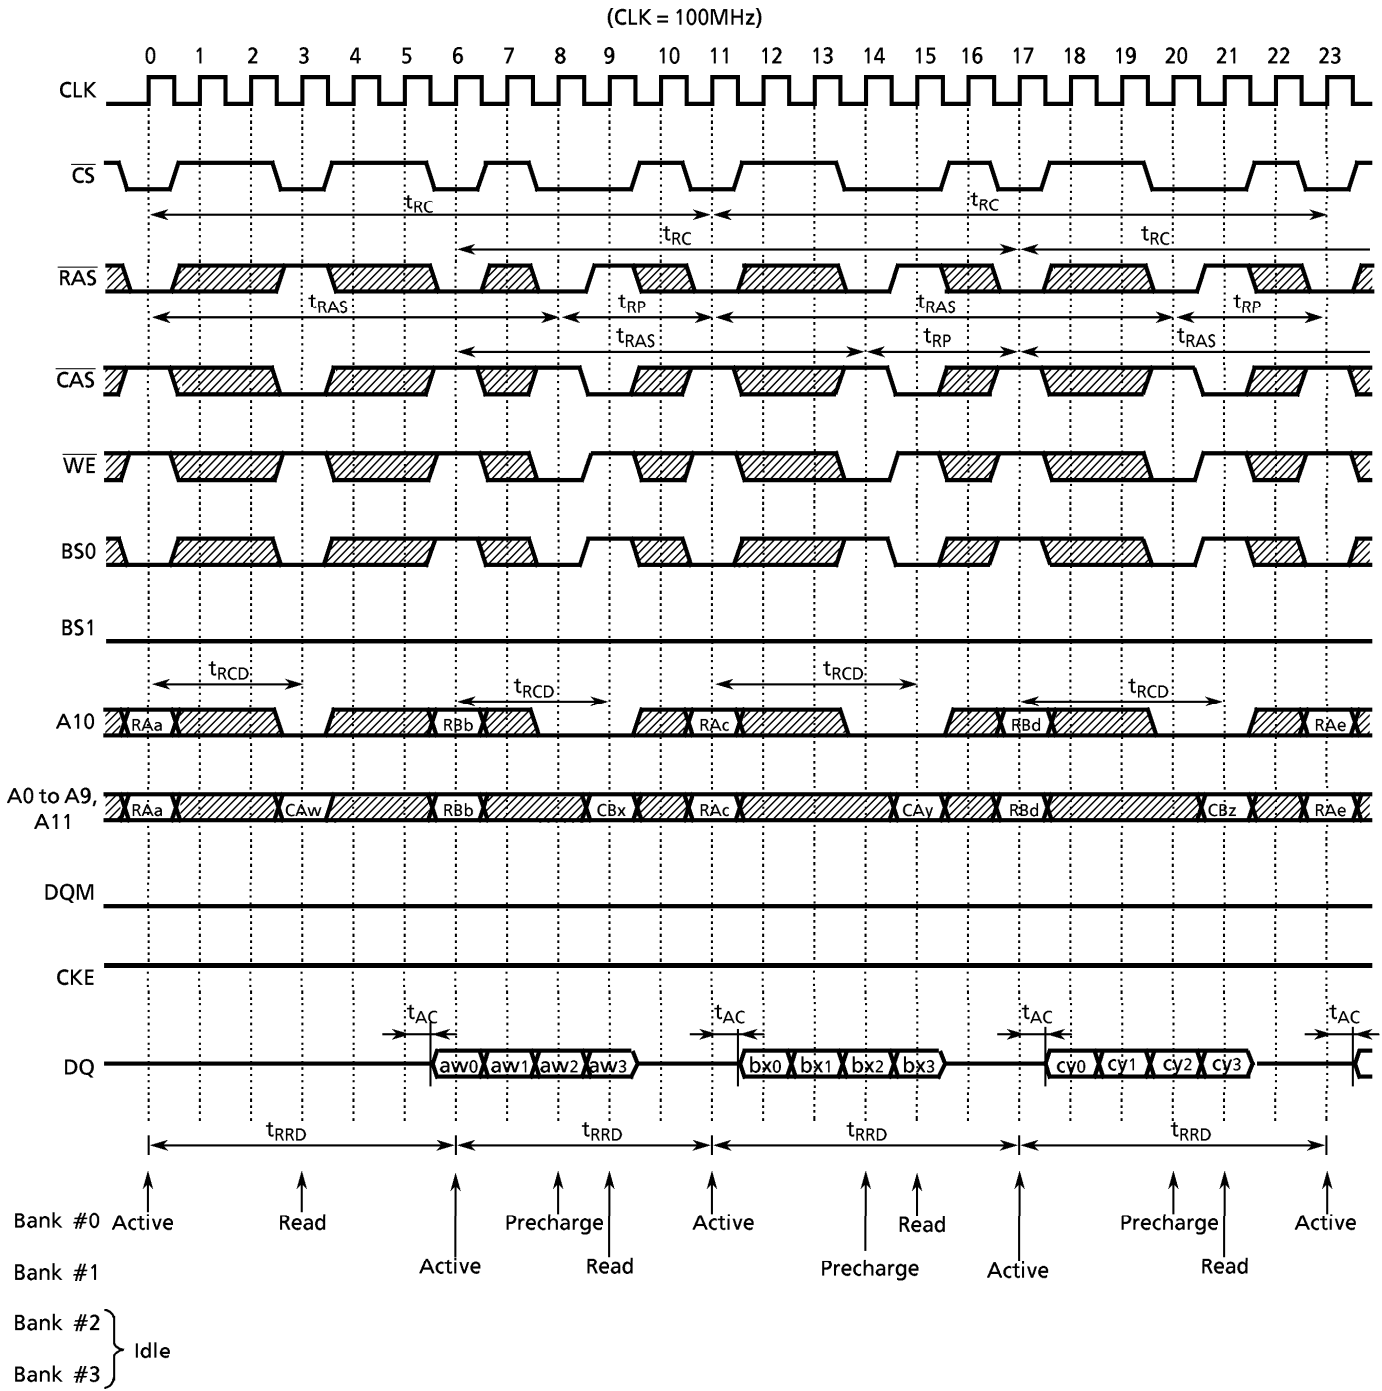 (CLK = 100MHz)
0 1 2 3 4 5 6 7 8 9 10 11 12 13 14 15 16 17 18 19 20 21 22 23
CLK
CS
tRC tRC
tRC tRC
RAS
tRAS tRP tRAS tRP
tRAS tRP tRAS
CAS
WE
BS0
BS1
tRCD tRCD
tRCD tRCD
A10 RAa RBb RAc RBd RAe
A0 to A9,
A11
RAa CAw RBb CBx RAc CAy RBd CBz RAe
DQM
CKE
tAC tAC tAC tAC
DQ aw0 aw1 aw2 aw3 bx0 bx1 bx2 bx3 cy0 cy1 cy2 cy3
tRRD tRRD tRRD tRRD
Bank #0 Active Read Precharge Active Read Precharge Active
Active Read Precharge Active Read
Bank #1
Bank #2
Idle
Bank #3